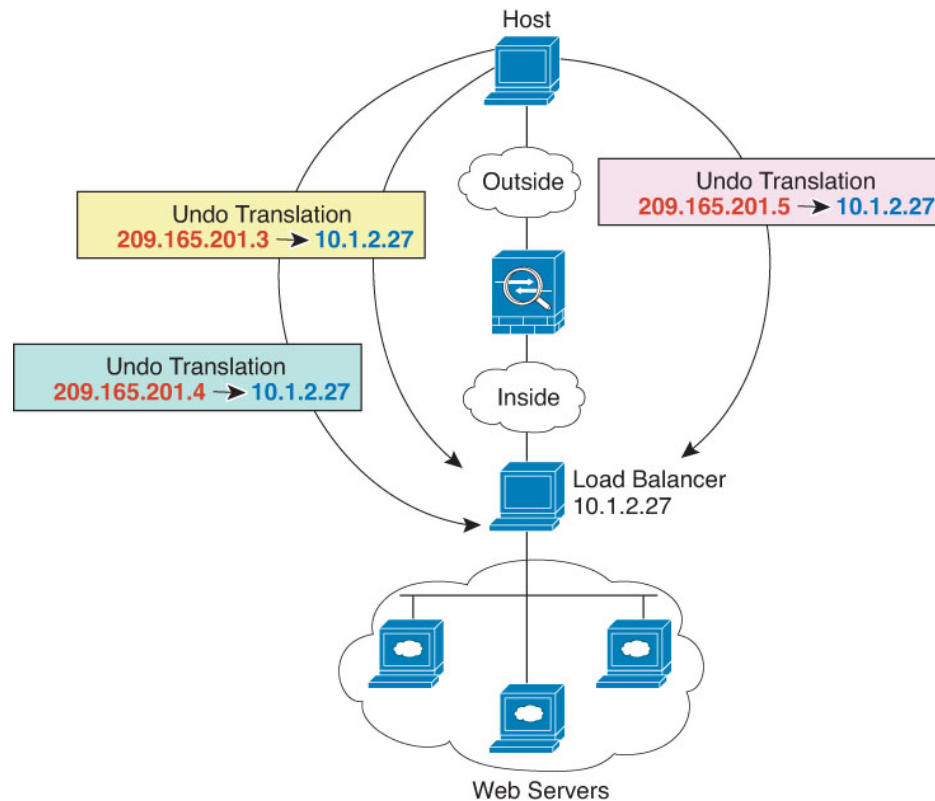 Host
Outside
Undo Translation
209.165.201.3 → 10.1.2.27
Undo Translation
209.165.201.5 → 10.1.2.27
Undo Translation
209.165.201.4 → 10.1.2.27
Inside
Load Balancer
10.1.2.27
Web Servers